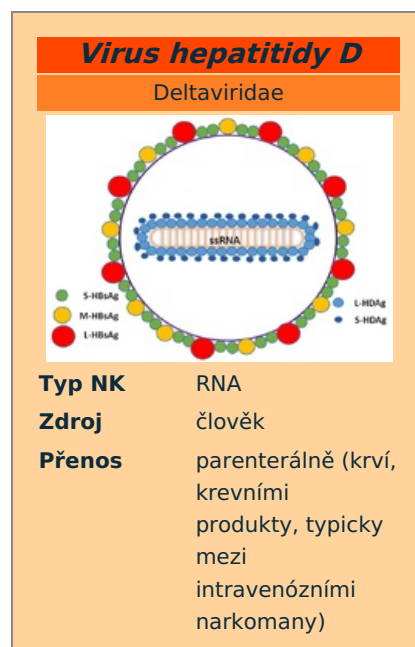 Virus hepatitidy D
Deltaviridae
ssRNA
S-HBsAg
M-HBsAg
L-HBsAg
L-HDAg
S-HDAg
Typ NK RNA
Zdroj člověk
Přenos parenterálně (krví,
krevními
produkty, typicky
mezi
intravenózními
narkomany)